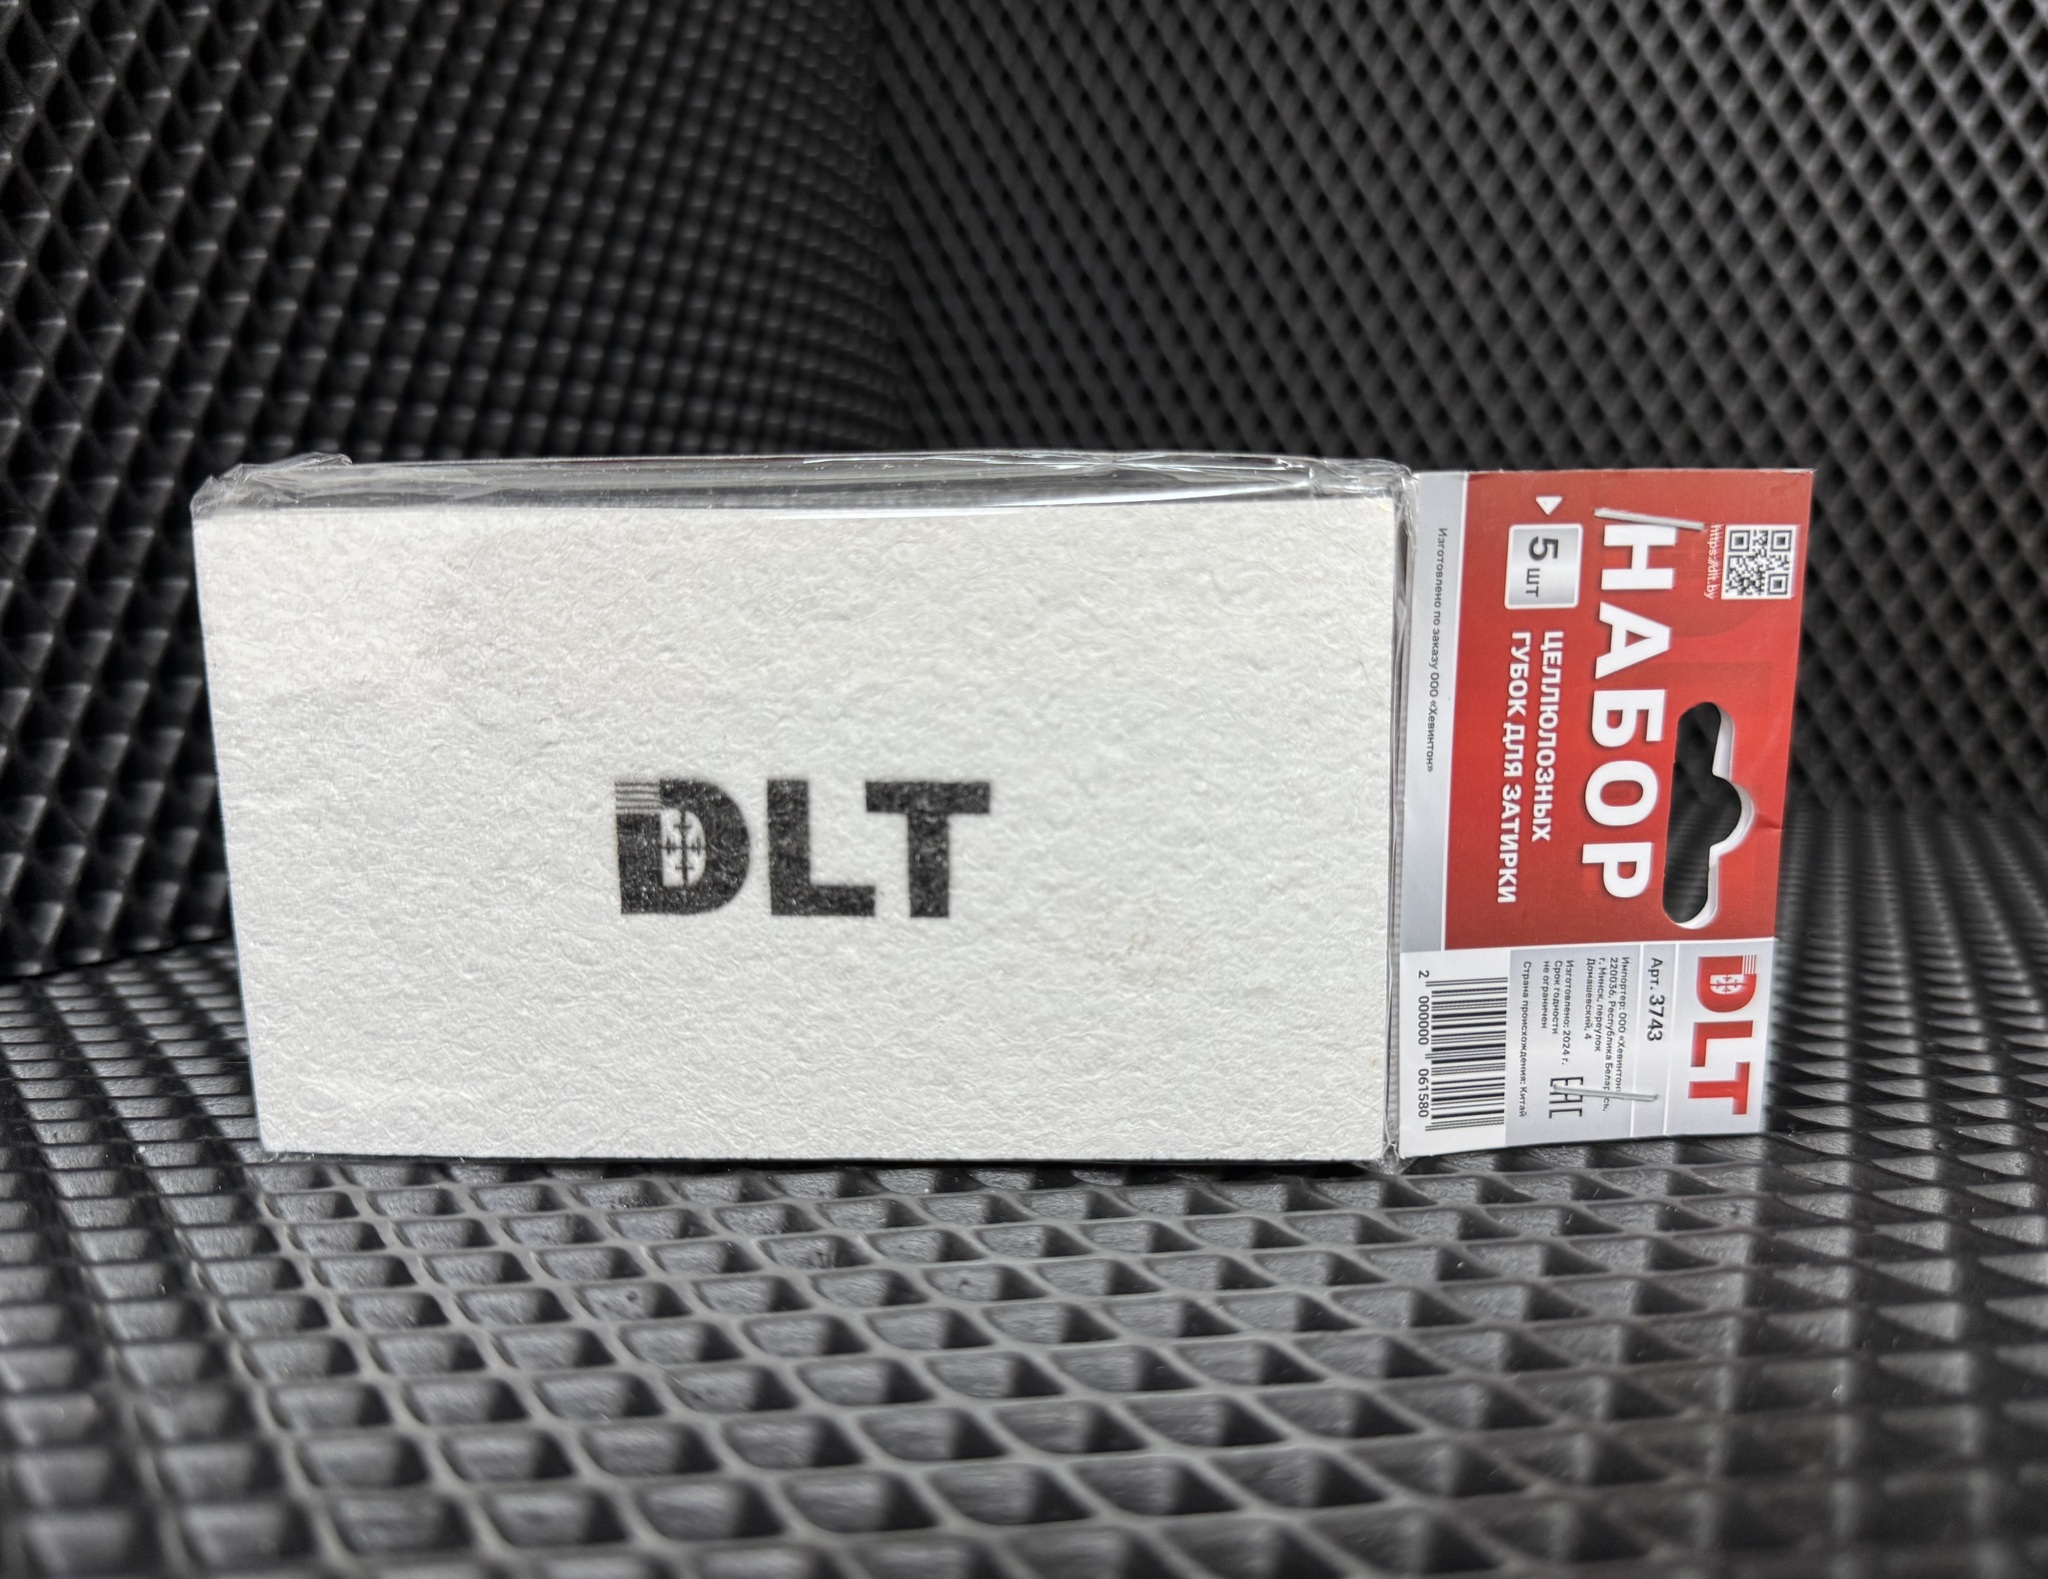 DLT
https://dlt.by
НАБОР
5 шт
ЦЕЛЛЮЛОЗНЫХ
ГУБОК ДЛЯ ЗАТИРКИ
Изготовлено по заказу ООО «Хевинтон»
DLT
Арт. 3743
Импортер: ООО «Хевинтон»
220036, Республика
г. Минск, переулок
Домашевский, 4
Изготовлено: 2024 г.
Срок годности
не ограничен
EAC
Страна происхождения: Китай
2 000000 061580